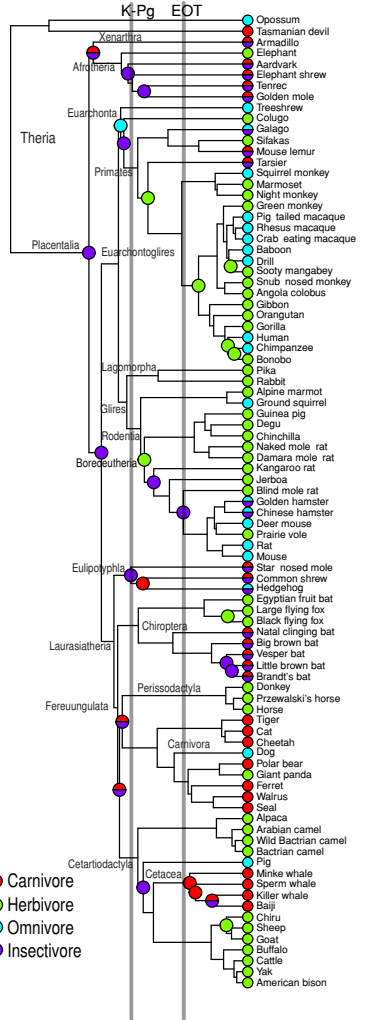 K-Pg EOT
Opossum
Tasmanian devil
Xenarthra
Armadillo
Elephant
Afrotheria
Aardvark
Elephant shrew
Tenrec
Golden mole
Euarchonta
Treeshrew
Colugo
Galago
Theria
Sifakas
Mouse lemur
Tarsier
Primates
Squirrel monkey
Marmoset
Night monkey
Green monkey
Pig tailed macaque
Rhesus macaque
Crab eating macaque
Placentalia
Euarchontoglires
Baboon
Drill
Sooty mangabey
Snub nosed monkey
Angola colobus
Gibbon
Orangutan
Gorilla
Human
Chimpanzee
Bonobo
Lagomorpha
Pika
Rabbit
Alpine marmot
Ground squirrel
Glires
Guinea pig
Degu
Rodentia
Chinchilla
Naked mole rat
Damara mole rat
Boreoeutheria
Kangaroo rat
Jerboa
Blind mole rat
Golden hamster
Chinese hamster
Deer mouse
Prairie vole
Rat
Mouse
Eulipotyphla
Star nosed mole
Common shrew
Hedgehog
Egyptian fruit bat
Large flying fox
Black flying fox
Chiroptera
Natal clinging bat
Laurasiatheria
Big brown bat
Vesper bat
Little brown bat
Brandt's bat
Perissodactyla
Donkey
Przewalski's horse
Fereuungulata
Horse
Tiger
Cat
Cheetah
Carnivora
Dog
Polar bear
Giant panda
Ferret
Walrus
Seal
Alpaca
Arabian camel
Wild Bactrian camel
Bactrian camel
Cetartiodactyla
Pig
Cetacea
Minke whale
Sperm whale
Killer whale
Baiji
Chiru
Sheep
Goat
Buffalo
Cattle
Yak
American bison
Carnivore
Herbivore
Omnivore
Insectivore